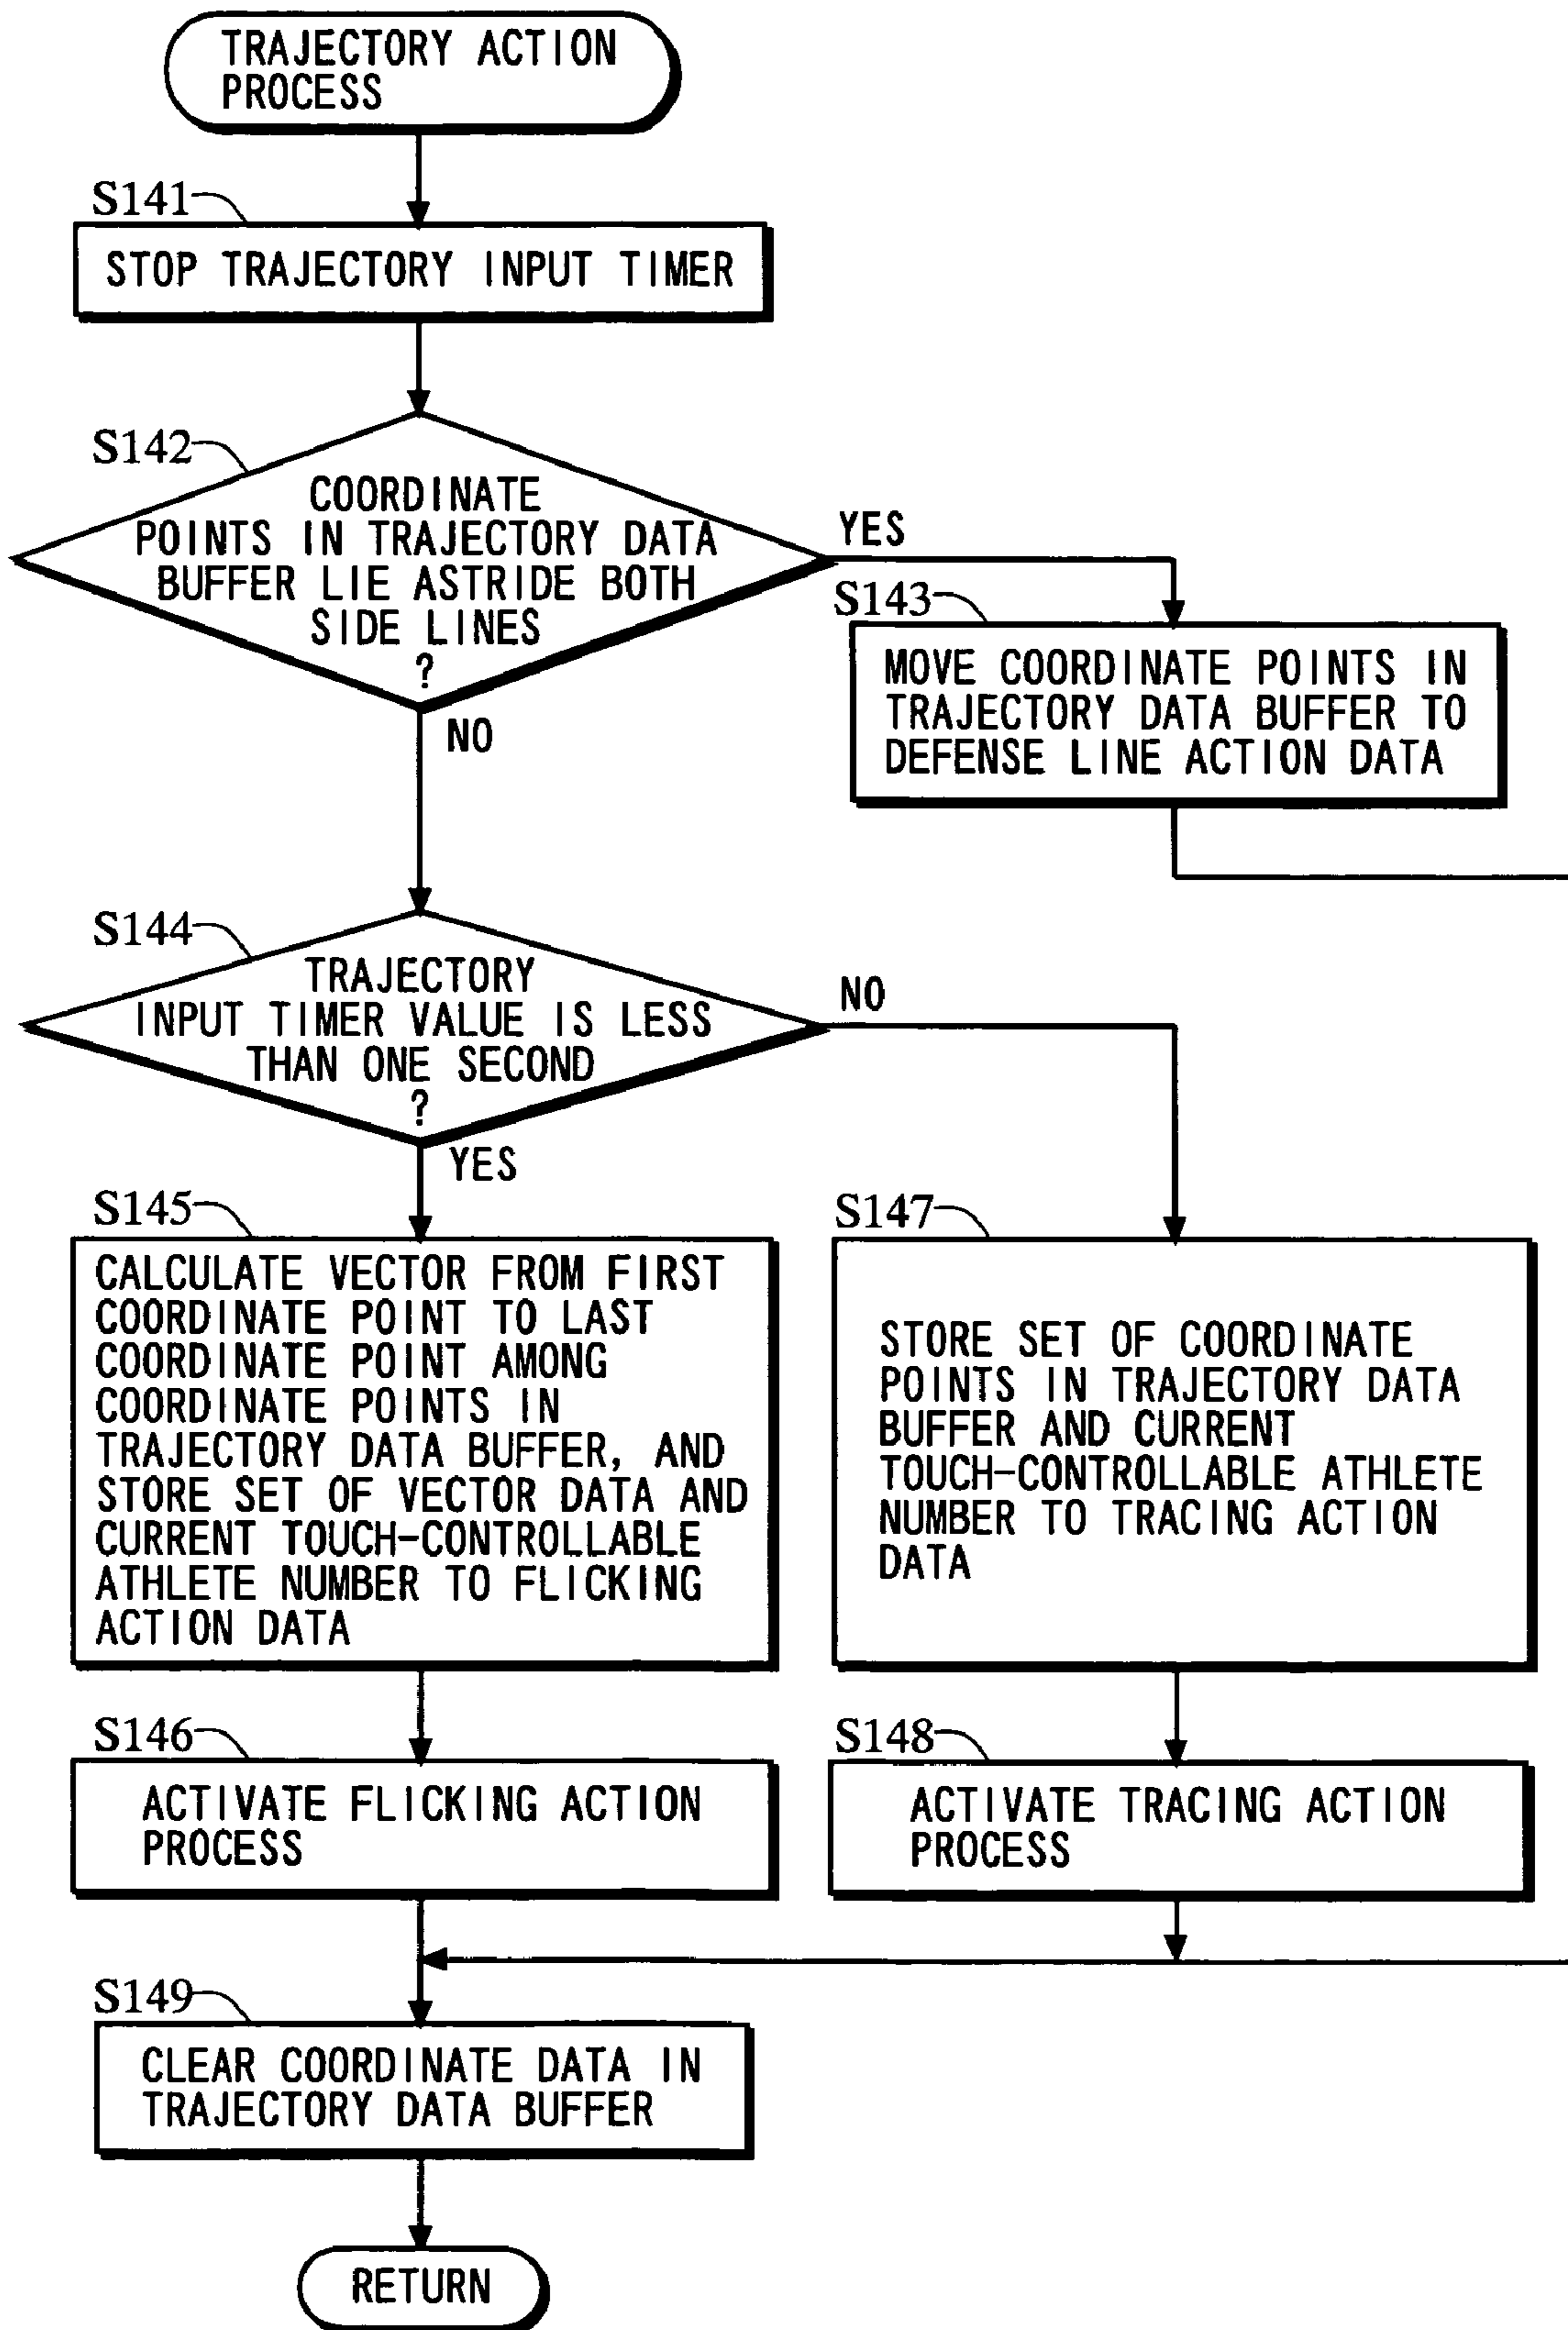 TRAJECTORY ACTION
PROCESS
S141
STOP TRAJECTORY INPUT TIMER
S142
COORDINATE
POINTS IN TRAJECTORY DATA
BUFFER LIE ASTRIDE BOTH
SIDE LINES
?
YES
NO
S143
MOVE COORDINATE POINTS IN
TRAJECTORY DATA BUFFER TO
DEFENSE LINE ACTION DATA
S144
TRAJECTORY
INPUT TIMER VALUE IS LESS
THAN ONE SECOND
?
NO
YES
S145
CALCULATE VECTOR FROM FIRST
COORDINATE POINT TO LAST
COORDINATE POINT AMONG
COORDINATE POINTS IN
TRAJECTORY DATA BUFFER, AND
STORE SET OF VECTOR DATA AND
CURRENT TOUCH-CONTROLLABLE
ATHLETE NUMBER TO FLICKING
ACTION DATA
S147
STORE SET OF COORDINATE
POINTS IN TRAJECTORY DATA
BUFFER AND CURRENT
TOUCH-CONTROLLABLE ATHLETE
NUMBER TO TRACING ACTION
DATA
S146
ACTIVATE FLICKING ACTION
PROCESS
S148
ACTIVATE TRACING ACTION
PROCESS
S149
CLEAR COORDINATE DATA IN
TRAJECTORY DATA BUFFER
RETURN